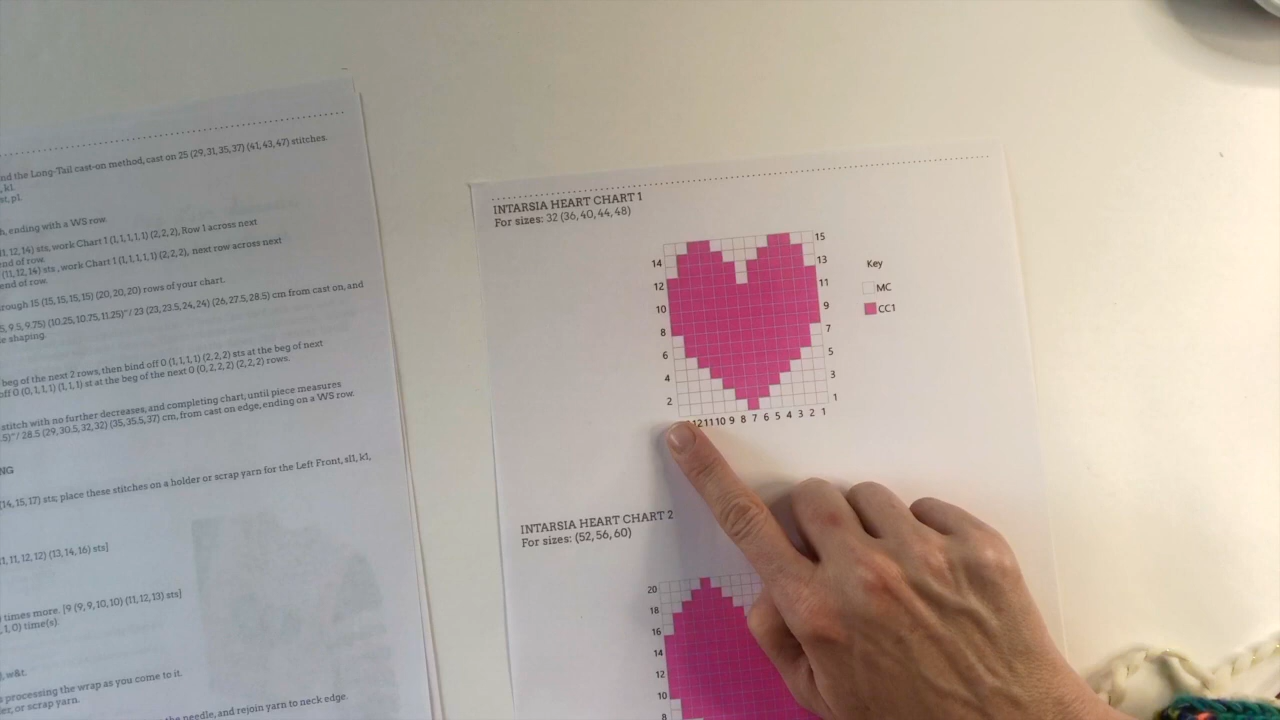 nd the Long-Tail cast-on method, cast on 25 (29, 31, 35, 37) (41, 43, 47) stitches.
, k1.
st, p1.
h, ending with a WS row.
11, 12, 14) sts, work Chart 1 (1, 1, 1, 1) (2, 2, 2), Row 1 across next
end of row.
(11, 12, 14) sts , work Chart 1 (1, 1, 1, 1) (2, 2, 2), next row across next
end of row.
rough 15 (15, 15, 15, 15) (20, 20, 20) rows of your chart.
5, 9.5, 9.75) (10.25, 10.75, 11.25)"/ 23 (23, 23.5, 24, 24) (26, 27.5, 28.5) cm from cast on, and
e shaping.
beg of the next 2 rows, then bind off 0 (1, 1, 1, 1) (2, 2, 2) sts at the beg of next
off 0 (0, 1, 1, 1) (1, 1, 1) st at the beg of the next 0 (0, 2, 2, 2) (2, 2, 2) rows.
stitch with no further decreases, and completing chart, until piece measures
.5)"/ 28.5 (29, 30.5, 32, 32) (35, 35.5, 37) cm, from cast on edge, ending on a WS row.
NG
(14, 15, 17) sts; place these stitches on a holder or scrap yarn for the Left Front, sl1, k1,
1, 11, 12, 12) (13, 14, 16) sts]
) times more. [9 (9, 9, 10, 10) (11, 12, 13) sts]
, 1, 0) time(s).
), w&t.
s processing the wrap as you come to it.
er, or scrap yarn.
the needle, and rejoin yarn to neck edge.
INTARSIA HEART CHART 1
For sizes: 32 (36, 40, 44, 48)
15
14
13
12
11
10
9
8
7
6
5
4
3
2
1
12 11 10 9 8 7 6 5 4 3 2 1
Key
MC
CC1
INTARSIA HEART CHART 2
For sizes: (52, 56, 60)
20
18
16
14
12
10
8